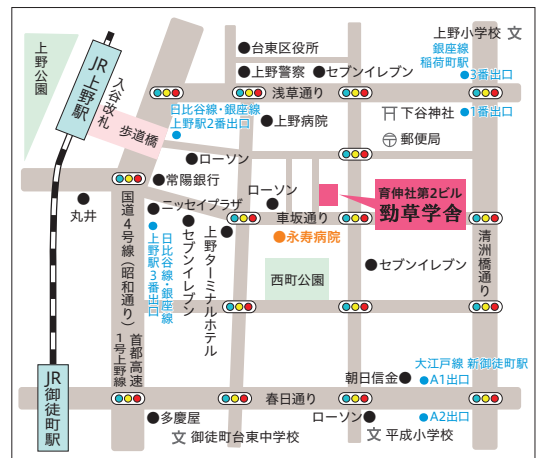 上野公園
JR上野駅
入谷改札
歩道橋
台東区役所
上野警察
セブンイレブン
上野小学校
銀座線
稲荷町駅
3番出口
浅草通り
日比谷線・銀座線
上野駅2番出口
上野病院
下谷神社
1番出口
郵便局
ローソン
常陽銀行
丸井
ニッセイプラザ
ローソン
育伸社第2ビル
勁草学舎
車坂通り
永寿病院
国道4号線(昭和通り)
日比谷線・銀座線
上野駅3番出口
セブンイレブン
上野ターミナルホテル
西町公園
セブンイレブン
清洲橋通り
首都高速
1号上野線
JR御徒町駅
大江戸線 新御徒町駅
朝日信金
A1出口
春日通り
多慶屋
ローソン
A2出口
御徒町台東中学校
平成小学校